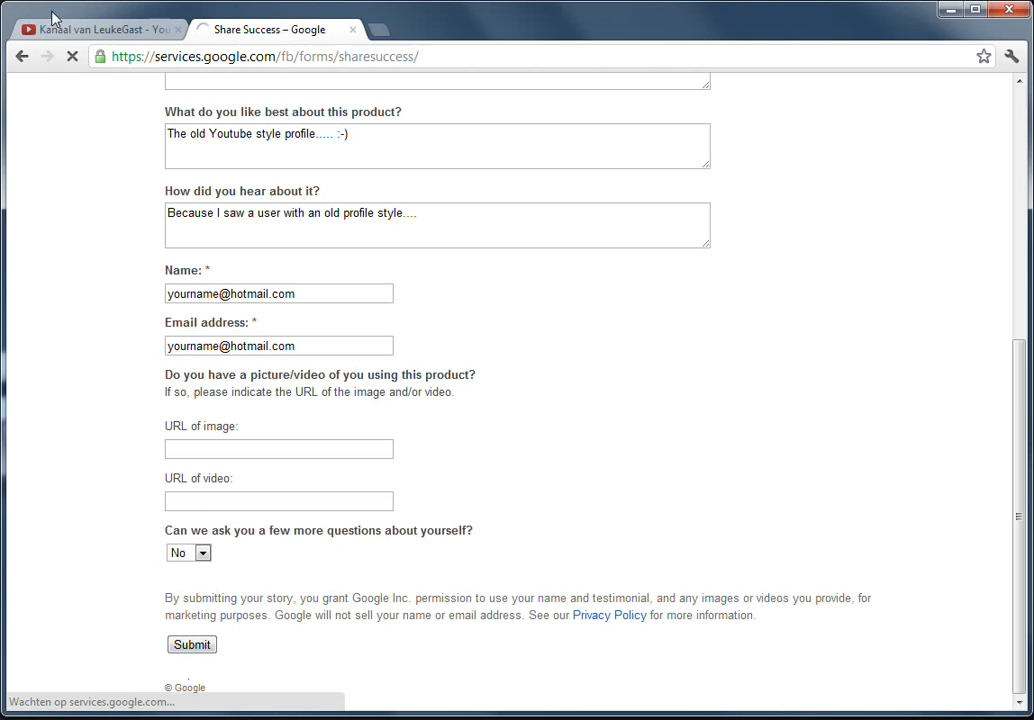 Kanaal van LeukeGast - You
Share Success – Google
https://services.google.com/fb/forms/sharesuccess/
What do you like best about this product?
The old Youtube style profile..... :-)
How did you hear about it?
Because I saw a user with an old profile style....
Name: *
yourname@hotmail.com
Email address: *
yourname@hotmail.com
Do you have a picture/video of you using this product?
If so, please indicate the URL of the image and/or video.
URL of image:
URL of video:
Can we ask you a few more questions about yourself?
No
By submitting your story, you grant Google Inc. permission to use your name and testimonial, and any images or videos you provide, for
marketing purposes. Google will not sell your name or email address. See our Privacy Policy for more information.
Submit
© Google
Wachten op services.google.com...